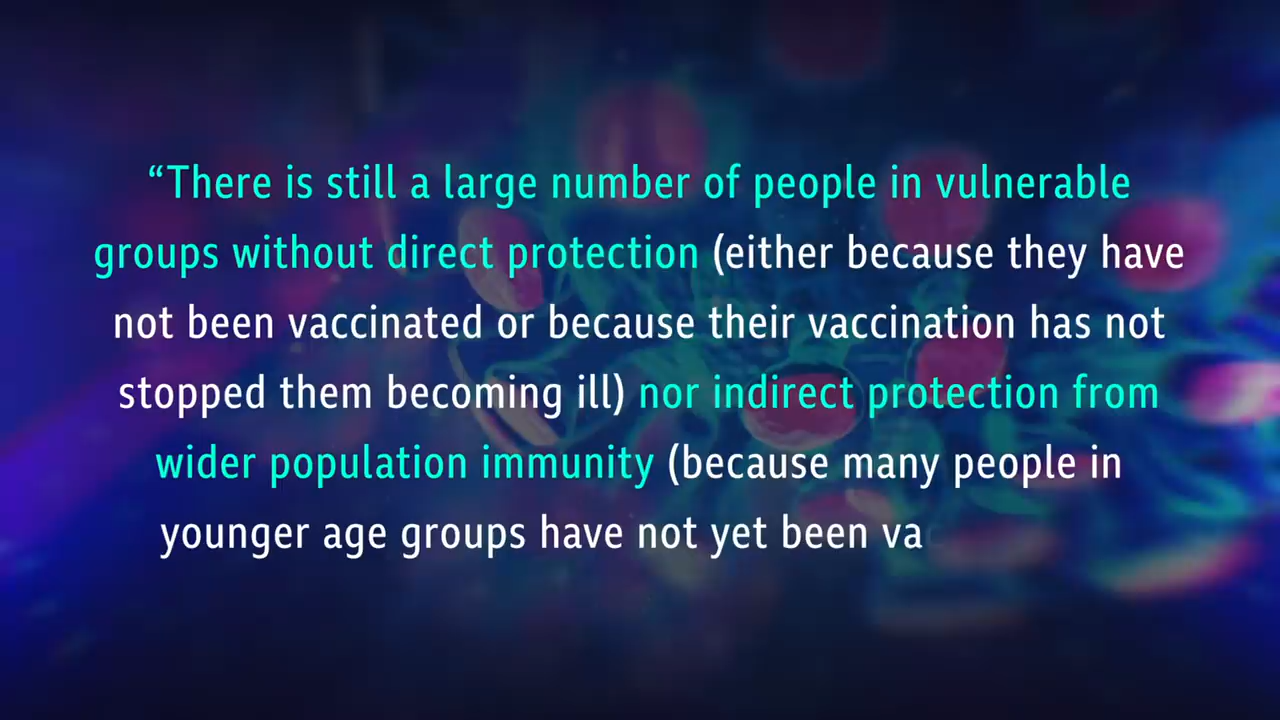 “There is still a large number of people in vulnerable
groups without direct protection (either because they have
not been vaccinated or because their vaccination has not
stopped them becoming ill) nor indirect protection from
wider population immunity (because many people in
younger age groups have not yet been va